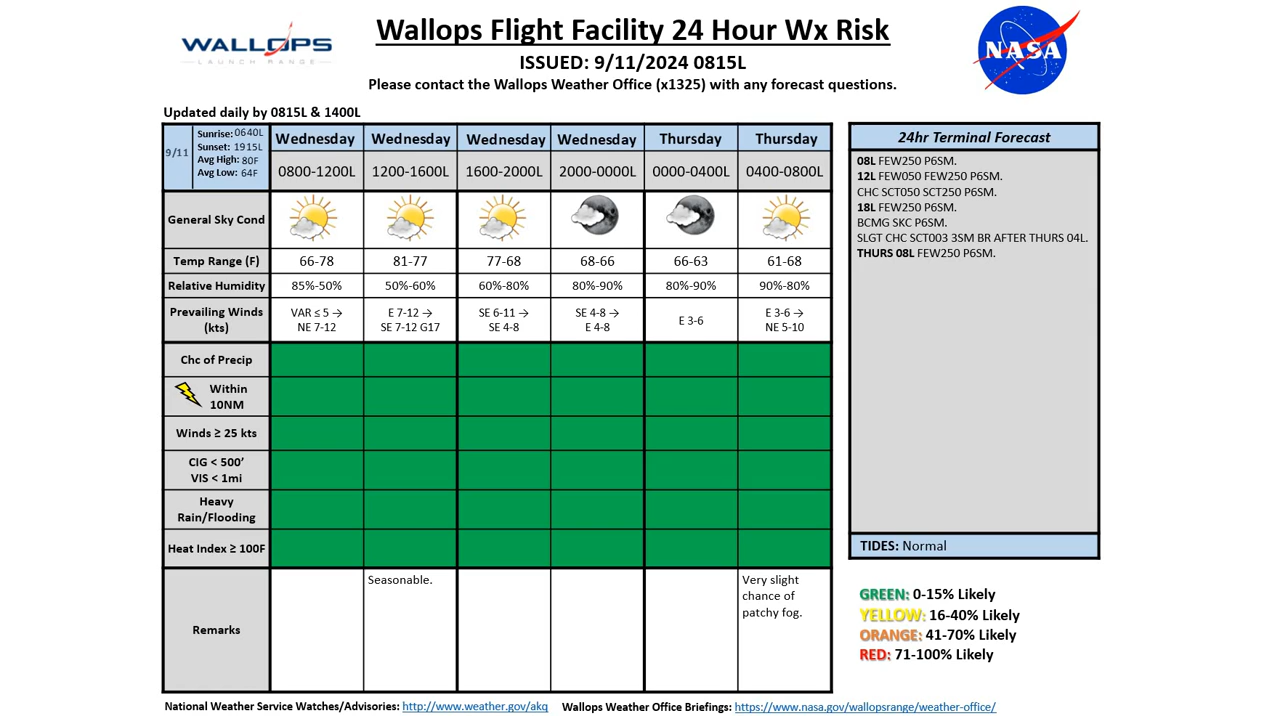 WALLOPS
LAUNCH RANGE
Wallops Flight Facility 24 Hour Wx Risk
ISSUED: 9/11/2024 0815L
Please contact the Wallops Weather Office (x1325) with any forecast questions.
NASA
Updated daily by 0815L & 1400L
9/11
Sunrise: 0640L
Sunset: 1915L
Avg High: 80F
Avg Low: 64F
Wednesday Wednesday Wednesday Wednesday Thursday Thursday
0800-1200L 1200-1600L 1600-2000L 2000-0000L 0000-0400L 0400-0800L
General Sky Cond
Temp Range (F) 66-78 81-77 77-68 68-66 66-63 61-68
Relative Humidity 85%-50% 50%-60% 60%-80% 80%-90% 80%-90% 90%-80%
Prevailing Winds (kts) VAR ≤ 5 → NE 7-12 E 7-12 → SE 7-12 G17 SE 6-11 → SE 4-8 SE 4-8 → E 4-8 E 3-6 E 3-6 → NE 5-10
Chc of Precip
Within
10NM
Winds ≥ 25 kts
CIG < 500’
VIS < 1mi
Heavy
Rain/Flooding
Heat Index ≥ 100F
Remarks
Seasonable.
Very slight
chance of
patchy fog.
24hr Terminal Forecast
08L FEW250 P6SM.
12L FEW050 FEW250 P6SM.
CHC SCT050 SCT250 P6SM.
18L FEW250 P6SM.
BCMG SKC P6SM.
SLGT CHC SCT003 3SM BR AFTER THURS 04L.
THURS 08L FEW250 P6SM.
TIDES: Normal
GREEN: 0-15% Likely
YELLOW: 16-40% Likely
ORANGE: 41-70% Likely
RED: 71-100% Likely
National Weather Service Watches/Advisories: http://www.weather.gov/akq Wallops Weather Office Briefings: https://www.nasa.gov/wallopsrange/weather-office/